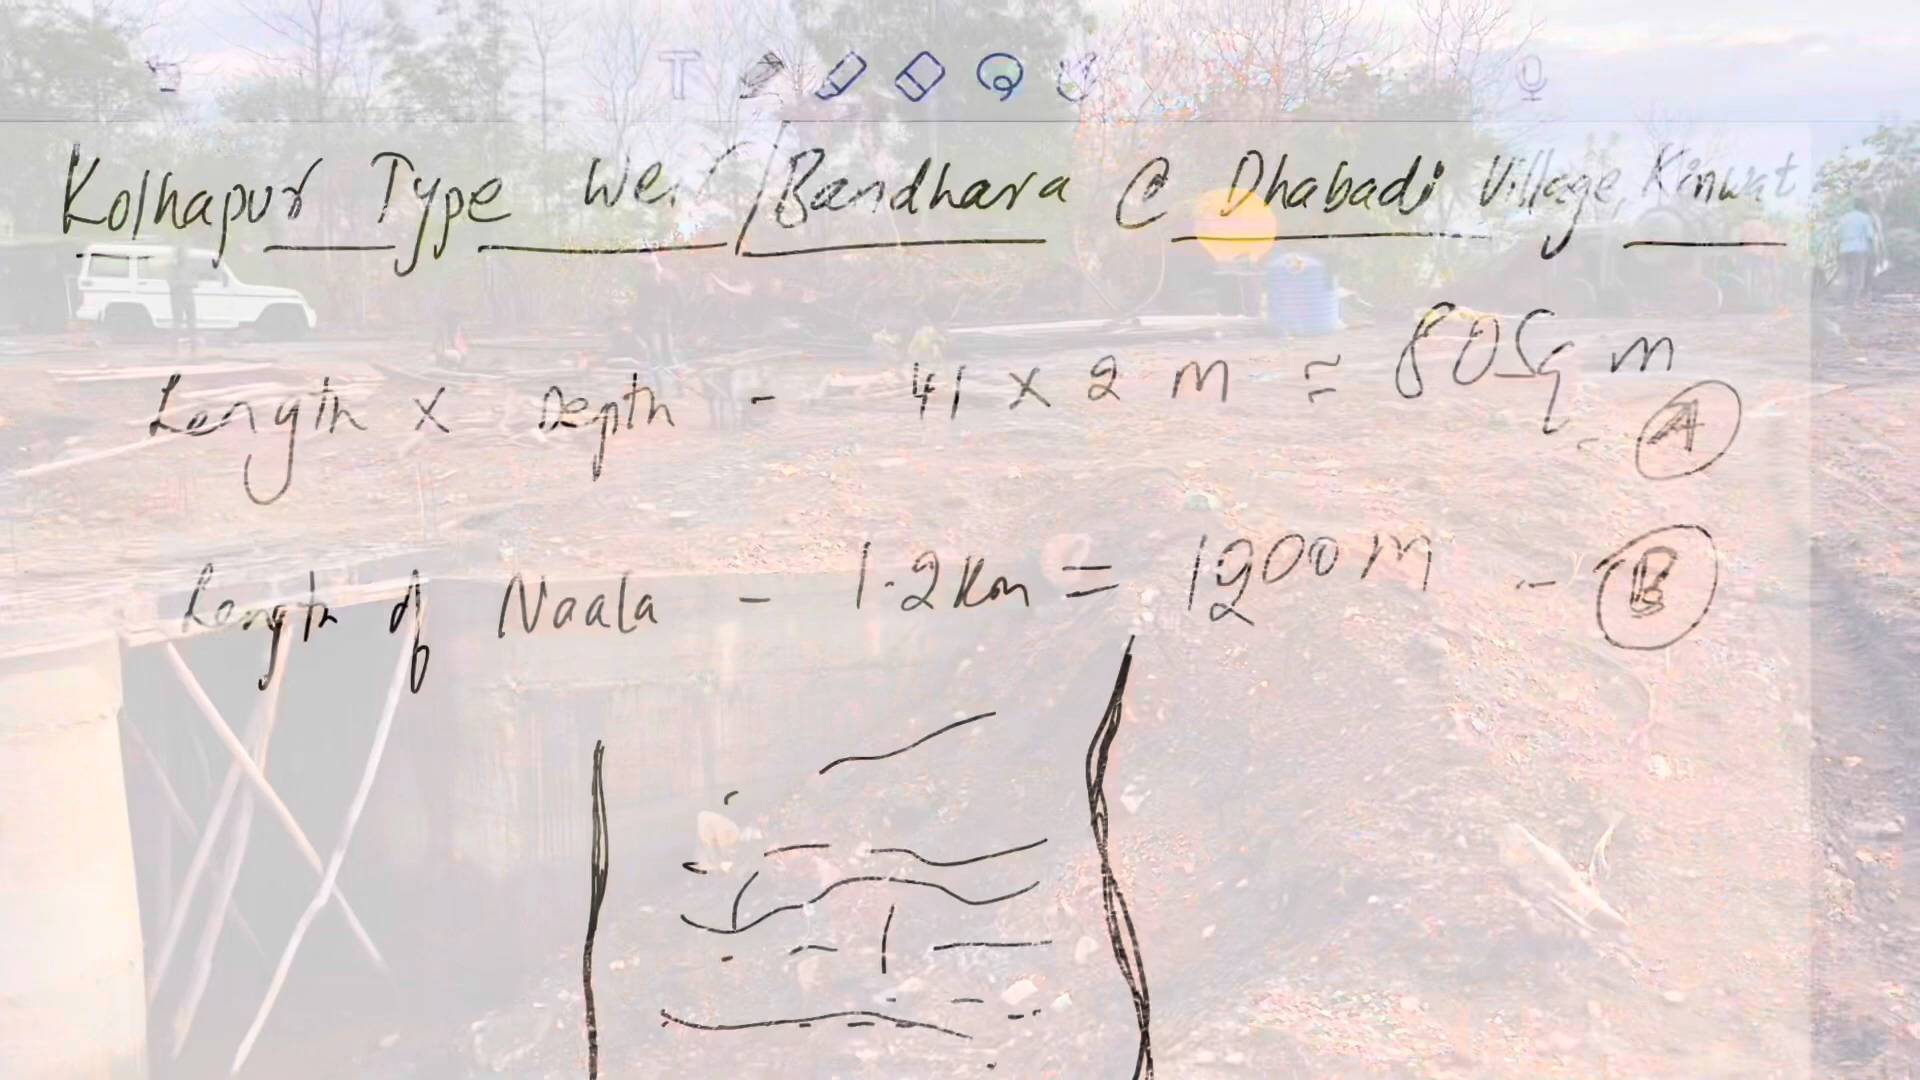 Kolhapur Type Weir/Bandhara @ Dhabadi Village, Kinwat
Length x Depth - 41 x 2 m = 80 Sq m - A
Length of Naala - 1.2 Km = 1200 m - B